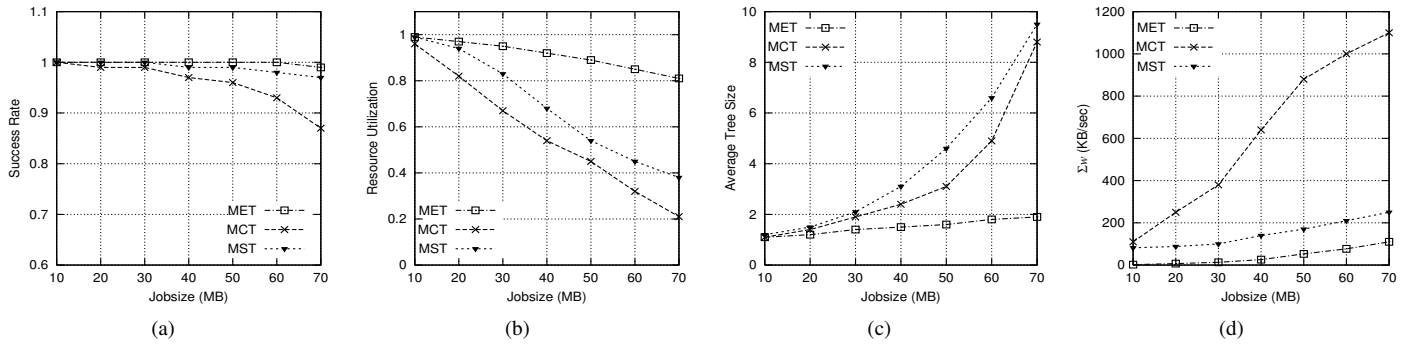 Success Rate
1.1
1
0.9
0.8
0.7
0.6
MET
MCT
MST
10 20 30 40 50 60 70
Jobsize (MB)
(a)
Resource Utilization
1
0.8
0.6
0.4
0.2
0
MET
MCT
MST
10 20 30 40 50 60 70
Jobsize (MB)
(b)
Average Tree Size
10
8
6
4
2
0
MET
MCT
MST
10 20 30 40 50 60 70
Jobsize (MB)
(c)
Σw (KB/sec)
1200
1000
800
600
400
200
0
MET
MCT
MST
10 20 30 40 50 60 70
Jobsize (MB)
(d)